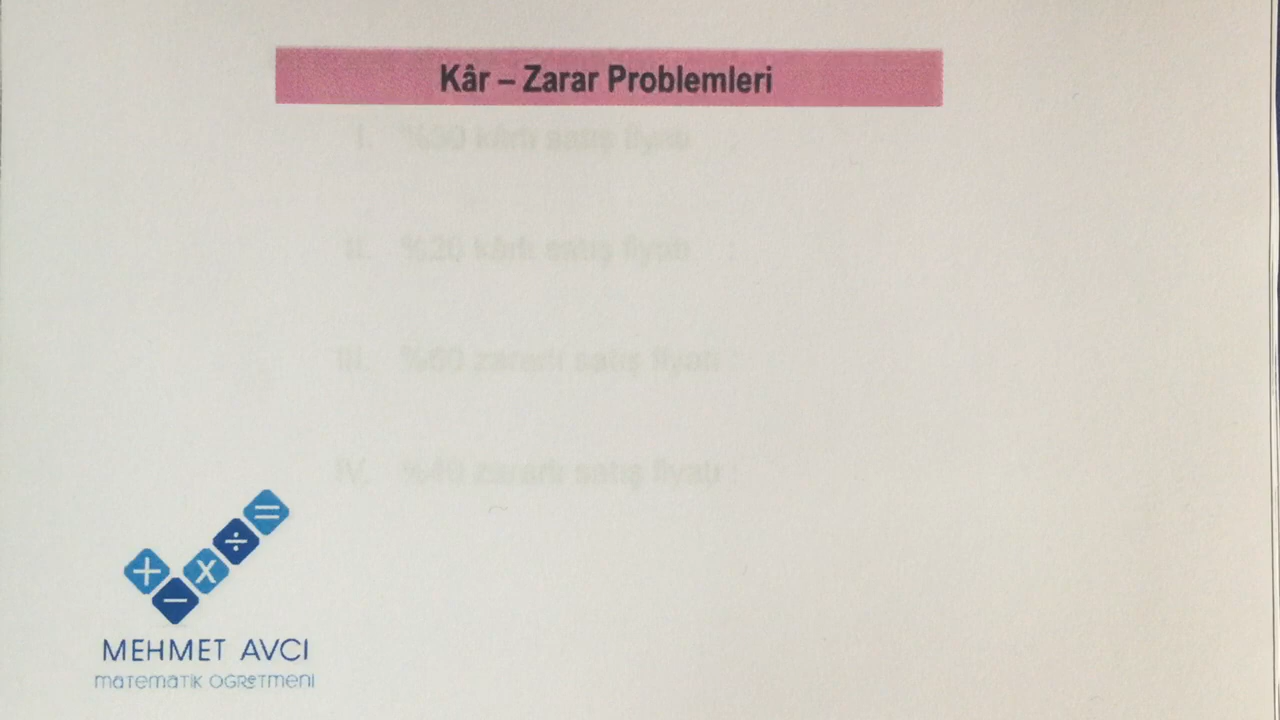 Kâr – Zarar Problemleri
I. %50 kârlı satış fiyatı :
II. %20 kârlı satış fiyatı :
III. %60 zararlı satış fiyatı :
IV. %40 zararlı satış fiyatı :
+ − x ÷ =
MEHMET AVCI
matematik öğretmeni